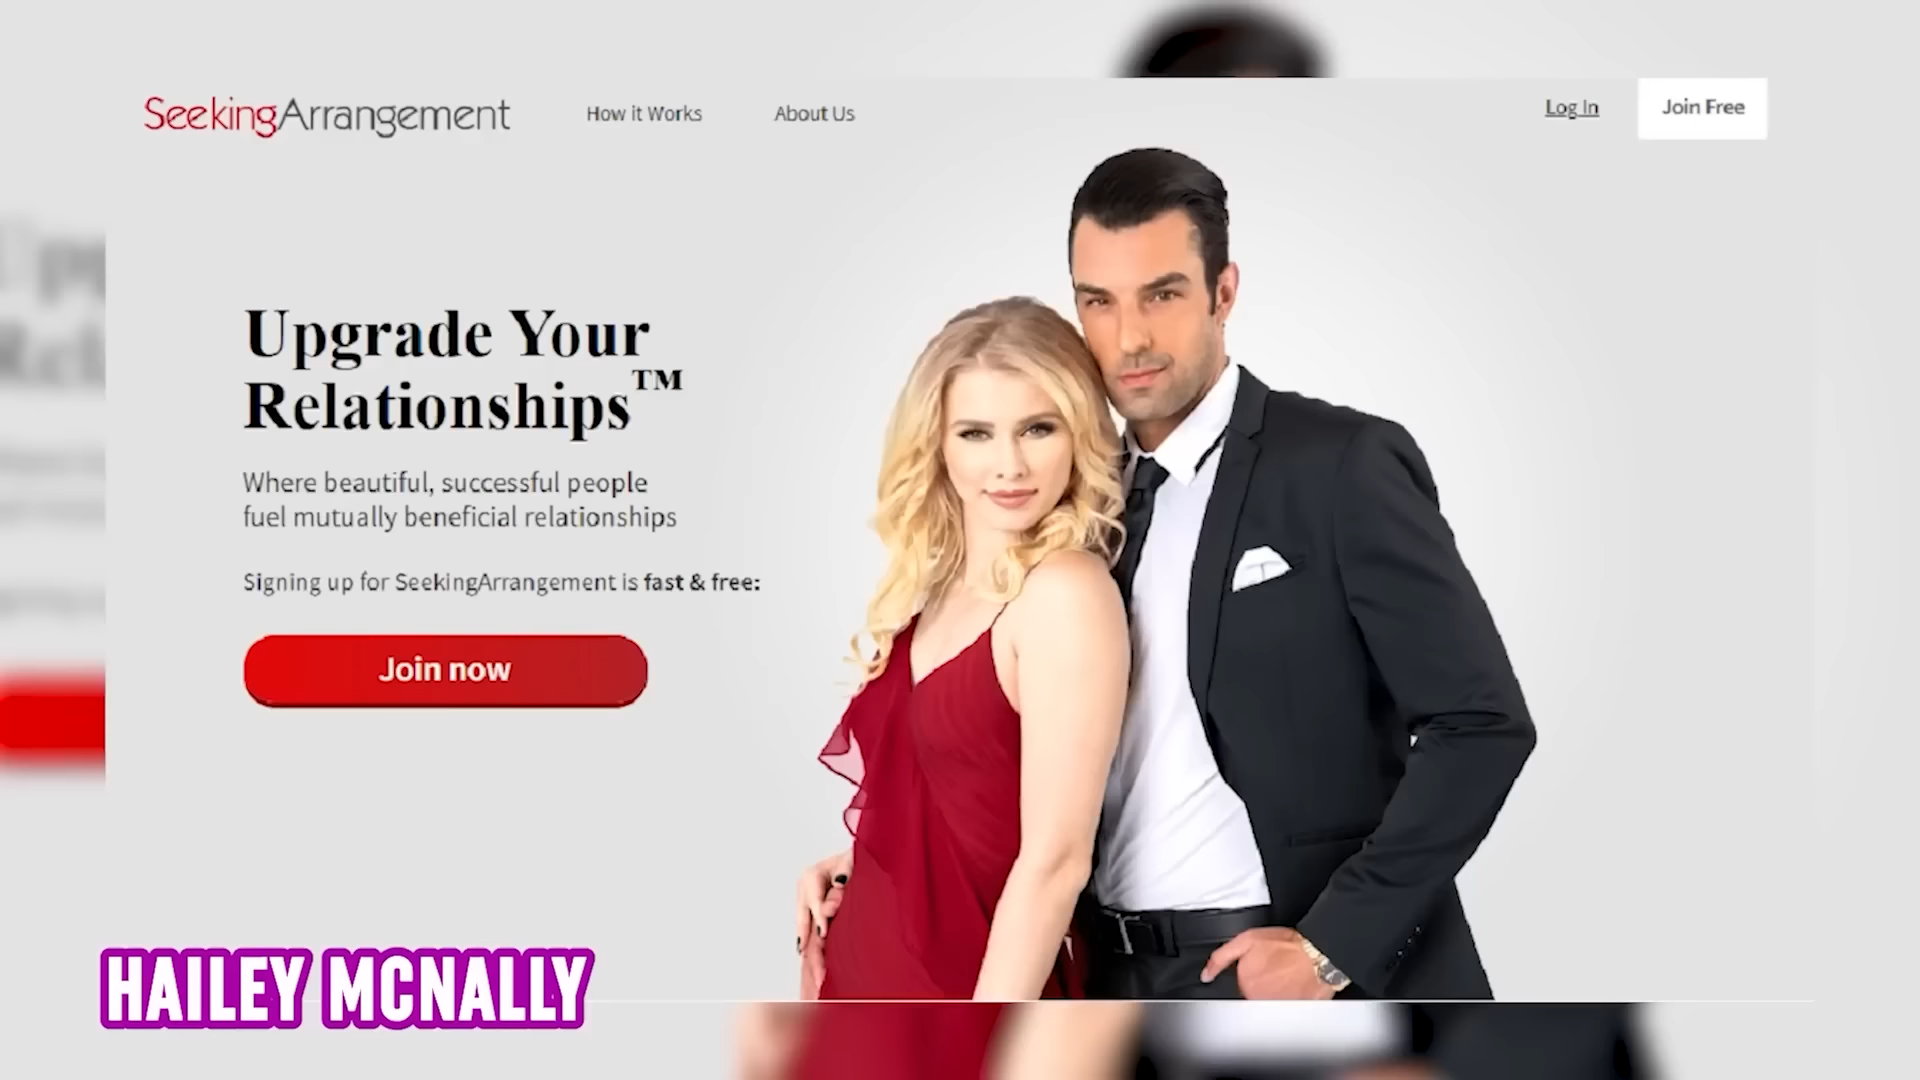 SeekingArrangement
How it Works
About Us
Log In
Join Free
Upgrade Your
Relationships™
Where beautiful, successful people
fuel mutually beneficial relationships
Signing up for SeekingArrangement is fast & free:
Join now
HAILEY MCNALLY